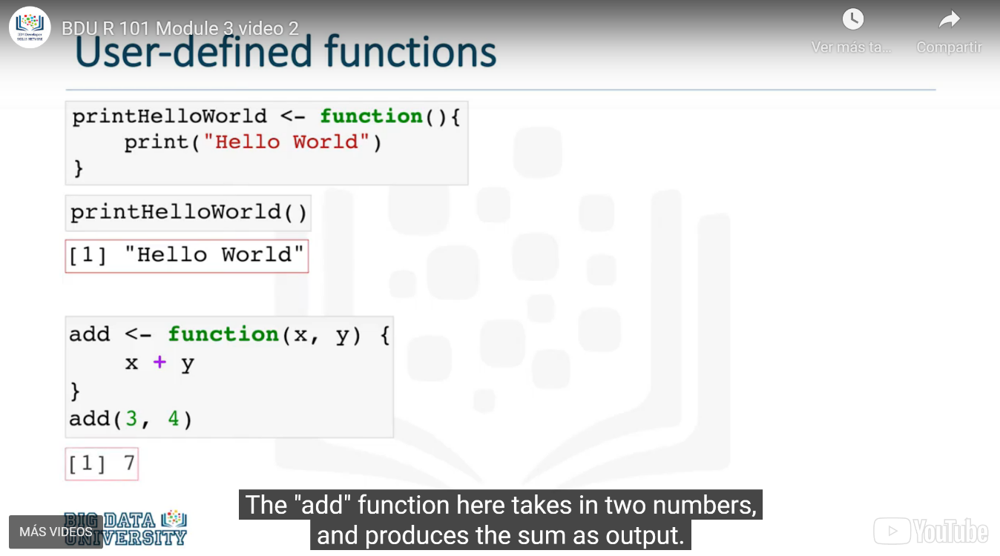 BDU R 101 Module 3 video 2
Ver más ta...
Compartir
User-defined functions
printHelloWorld <- function(){
    print("Hello World")
}
printHelloWorld()
[1] "Hello World"
add <- function(x, y) {
    x + y
}
add(3, 4)
[1] 7
The "add" function here takes in two numbers,
and produces the sum as output.
BIG DATA
UNIVERSITY
MÁS VIDEOS
YouTube